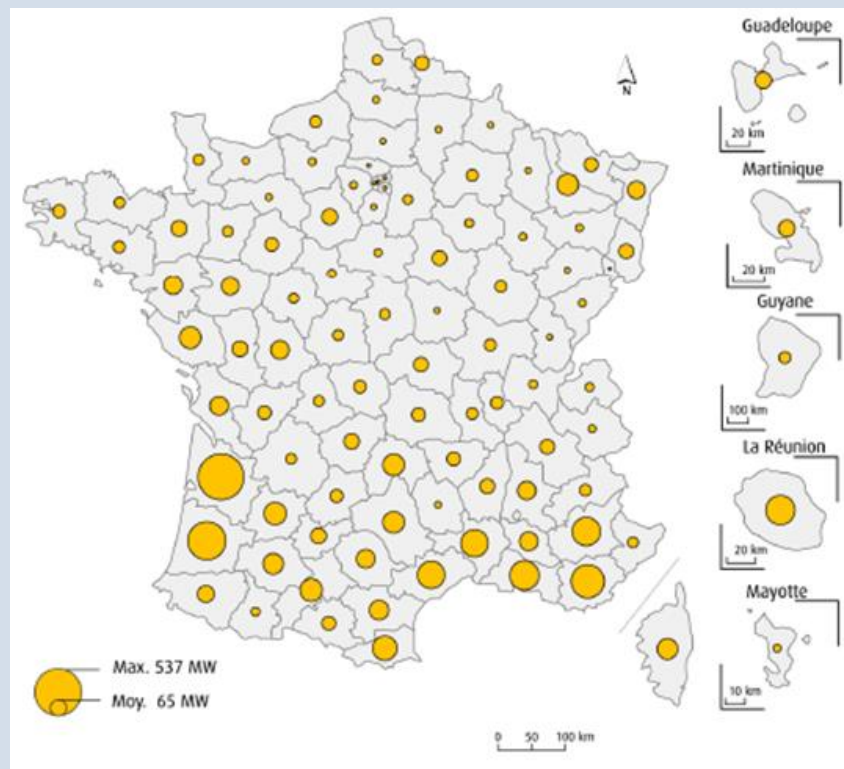 Guadeloupe
N
20 km
Martinique
20 km
Guyane
100 km
La Réunion
20 km
Mayotte
10 km
Max. 537 MW
Moy. 65 MW
0 50 100 km